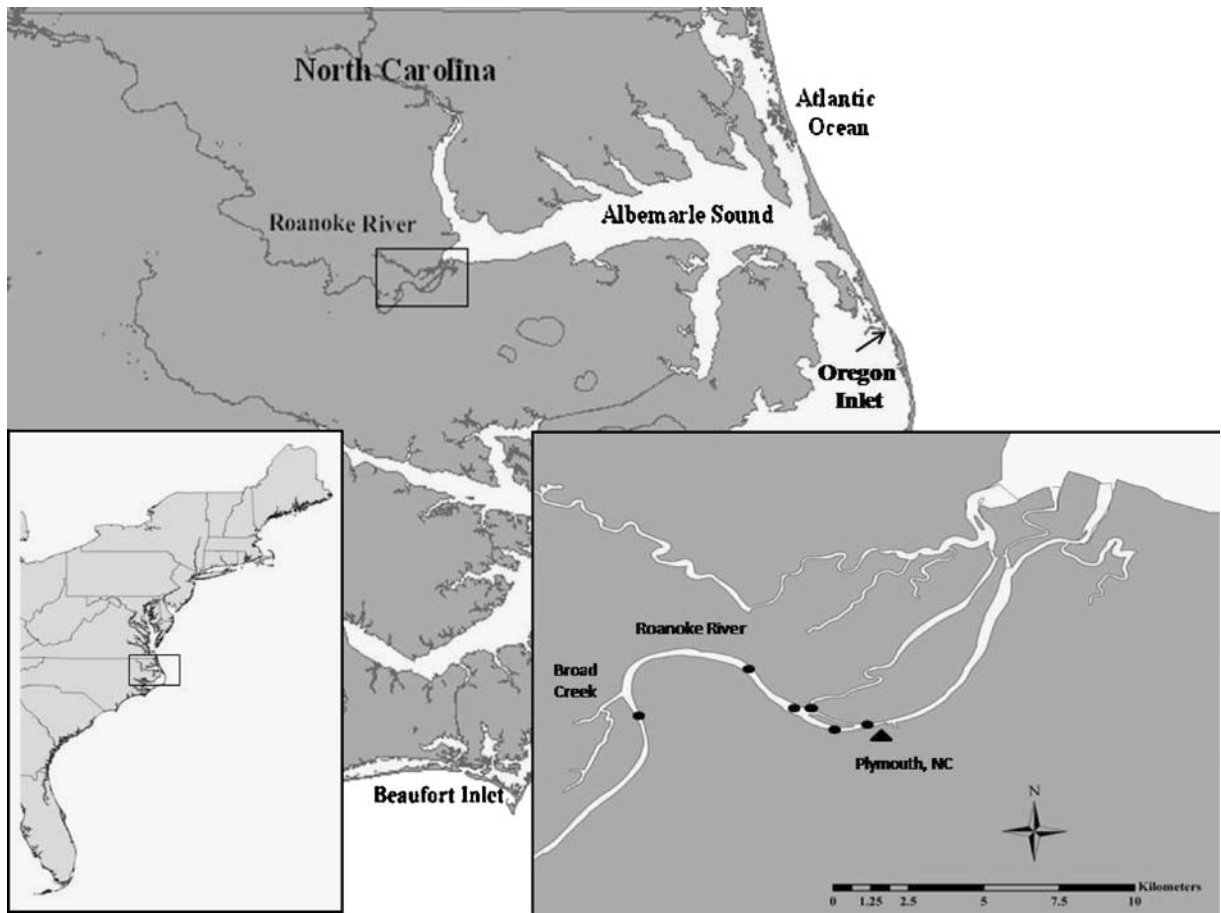 North Carolina
Atlantic
Ocean
Albemarle Sound
Roanoke River
Oregon
Inlet
Beaufort Inlet
Roanoke River
Broad
Creek
Plymouth, NC
N
Kilometers
0 1.25 2.5 5 7.5 10